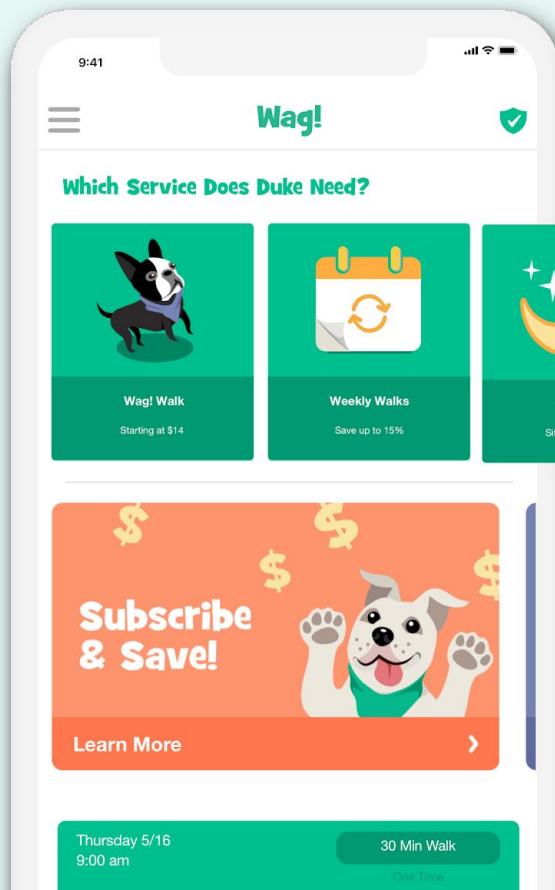 9:41
Wag!
Which Service Does Duke Need?
Wag! Walk
Starting at $14
Weekly Walks
Save up to 15%
Subscribe
& Save!
Learn More
Thursday 5/16
9:00 am
30 Min Walk
One Time